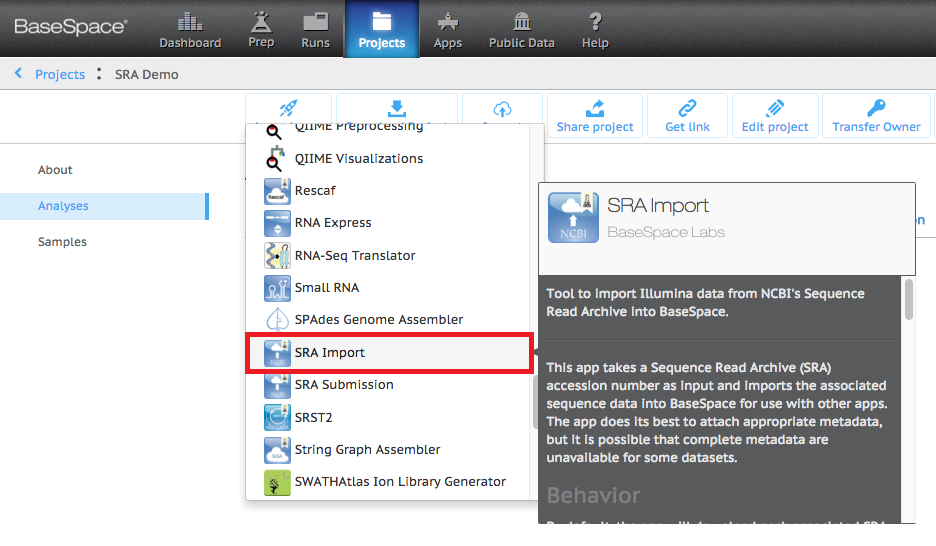 BaseSpace®
Dashboard
Prep
Runs
Projects
Apps
Public Data
Help
Projects : SRA Demo
Share project
Get link
Edit project
Transfer Owner
About
Analyses
Samples
QIIME Preprocessing
QIIME Visualizations
Rescaf
Rescaf
RNA Express
RNA-Seq Translator
Small RNA
SPAdes Genome Assembler
NCBI
SRA Import
NCBI
SRA Submission
SRST2
SGA
String Graph Assembler
SWATHAtlas Ion Library Generator
NCBI
SRA Import
BaseSpace Labs
Tool to import Illumina data from NCBI's Sequence
Read Archive into BaseSpace.
This app takes a Sequence Read Archive (SRA)
accession number as input and imports the associated
sequence data into BaseSpace for use with other apps.
The app does its best to attach appropriate metadata,
but it is possible that complete metadata are
unavailable for some datasets.
Behavior